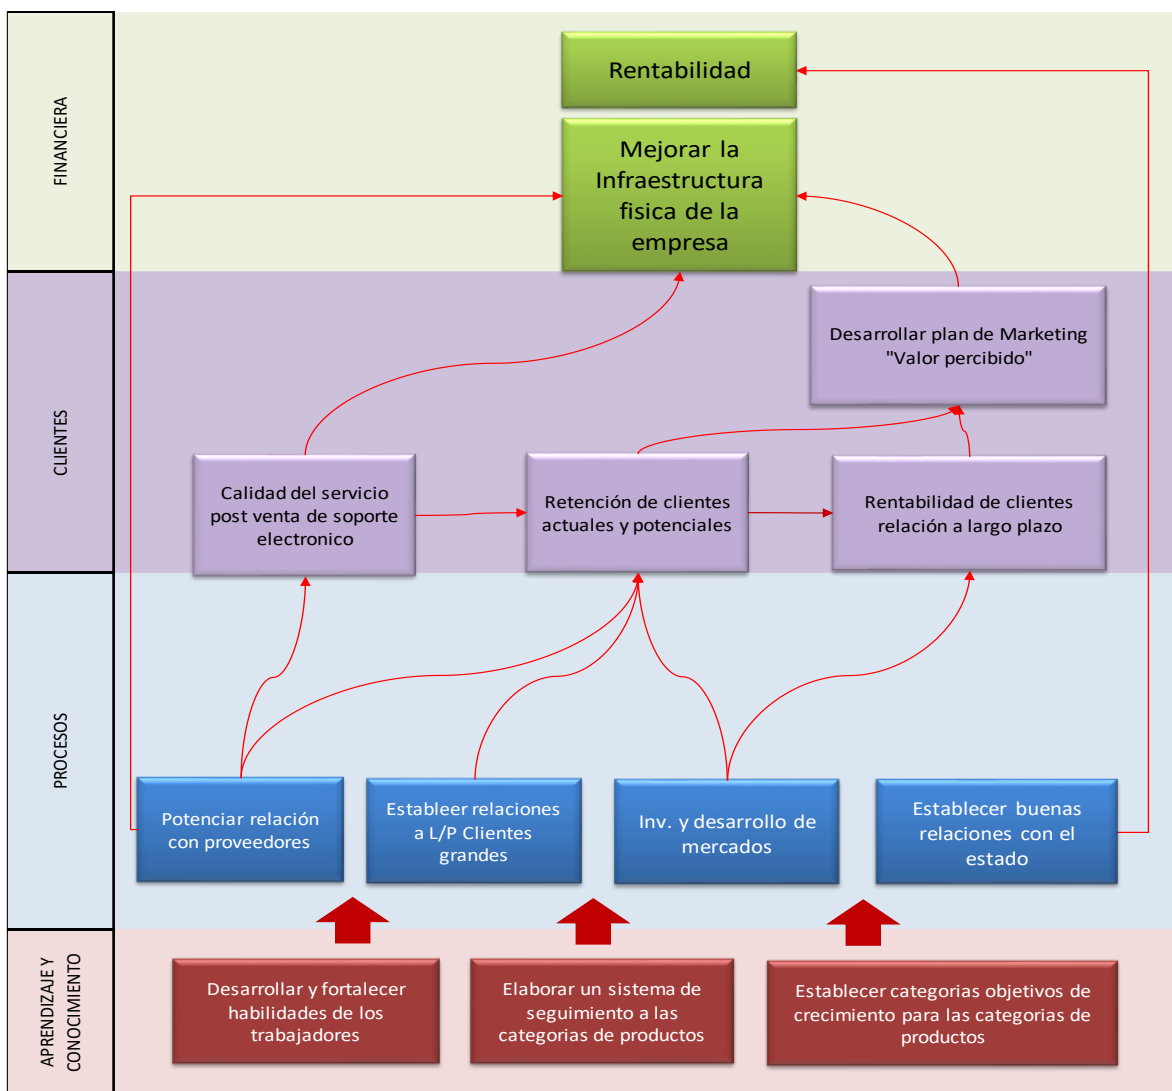 FINANCIERA
Rentabilidad
Mejorar la
Infraestructura
fisica de la
empresa
CLIENTES
Desarrollar plan de Marketing
"Valor percibido"
Calidad del servicio
post venta de soporte
electronico
Retención de clientes
actuales y potenciales
Rentabilidad de clientes
relación a largo plazo
PROCESOS
Potenciar relación
con proveedores
Estableer relaciones
a L/P Clientes
grandes
Inv. y desarrollo de
mercados
Establecer buenas
relaciones con el
estado
APRENDIZAJE Y
CONOCIMIENTO
Desarrollar y fortalecer
habilidades de los
trabajadores
Elaborar un sistema de
seguimiento a las
categorias de productos
Establecer categorias objetivos de
crecimiento para las categorias de
productos